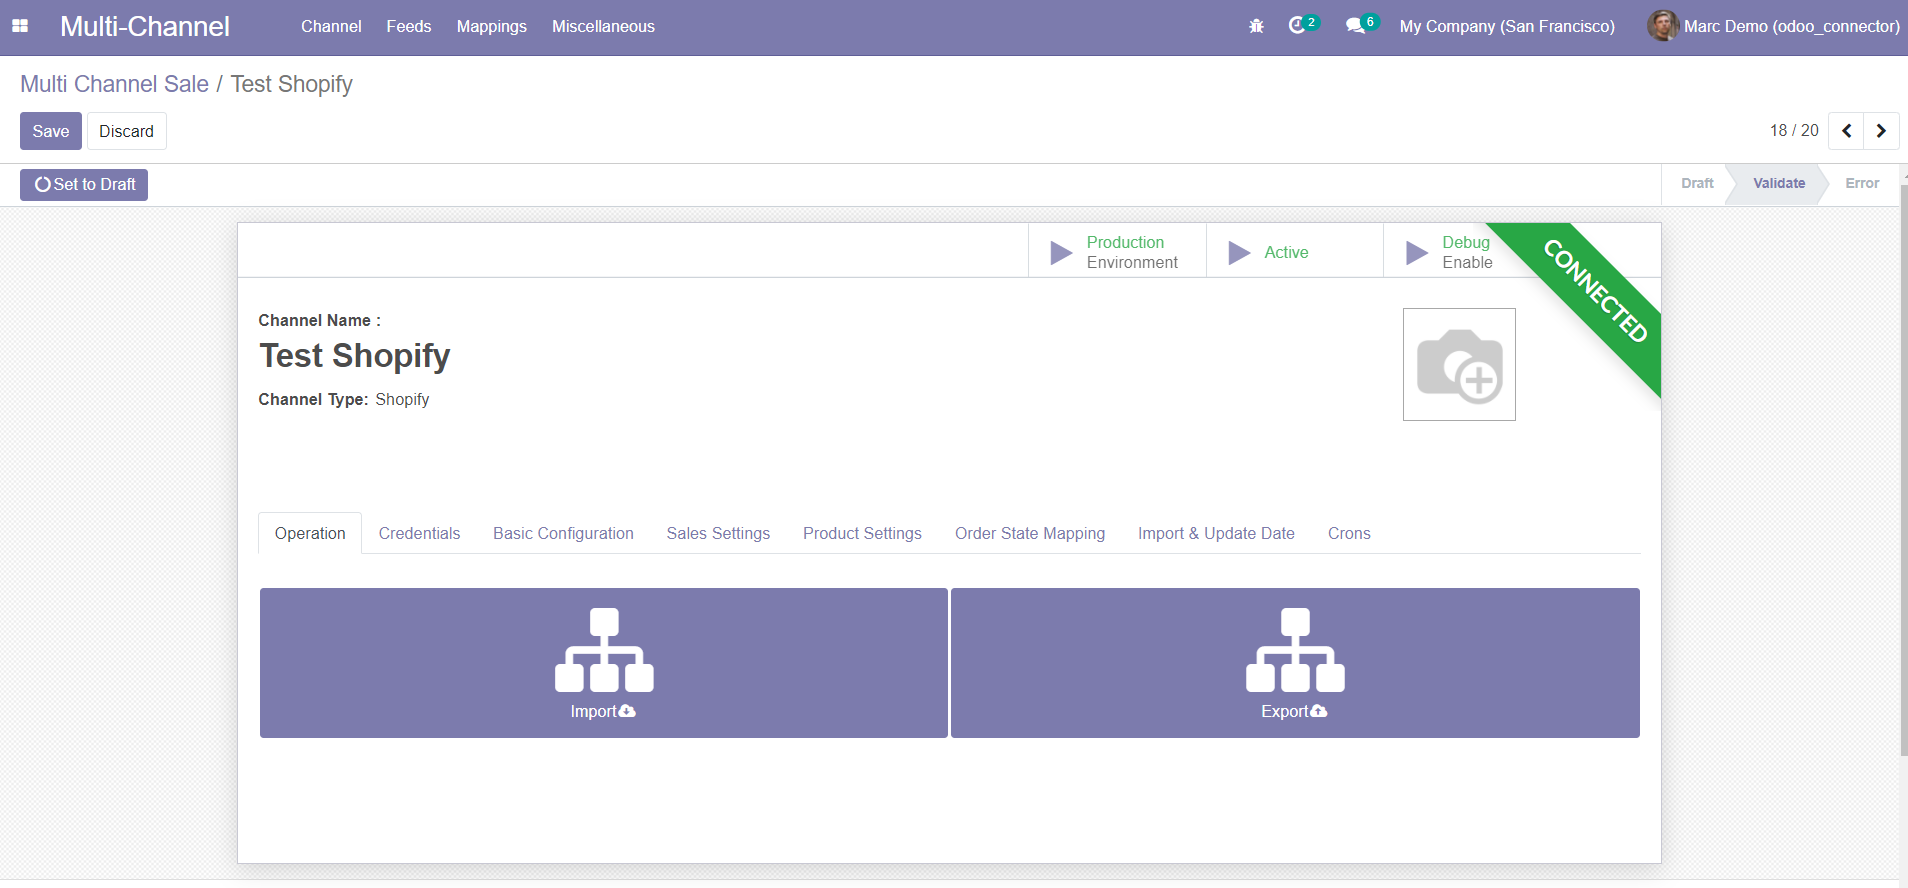 Multi-Channel Channel Feeds Mappings Miscellaneous 2 6 My Company (San Francisco) Marc Demo (odoo_connector)
Multi Channel Sale / Test Shopify
Save Discard 18 / 20
Set to Draft Draft Validate Error
Production Environment
Active
Debug Enable
CONNECTED
Channel Name :
Test Shopify
Channel Type: Shopify
Operation Credentials Basic Configuration Sales Settings Product Settings Order State Mapping Import & Update Date Crons
Import Export